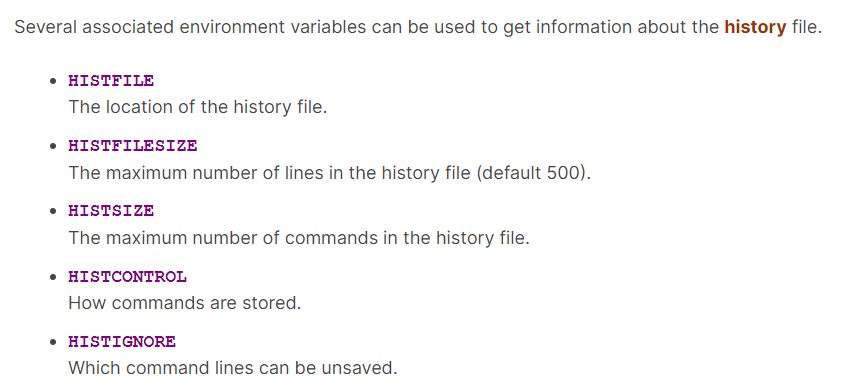 Several associated environment variables can be used to get information about the history file.
HISTFILE
The location of the history file.
HISTFILESIZE
The maximum number of lines in the history file (default 500).
HISTSIZE
The maximum number of commands in the history file.
HISTCONTROL
How commands are stored.
HISTIGNORE
Which command lines can be unsaved.